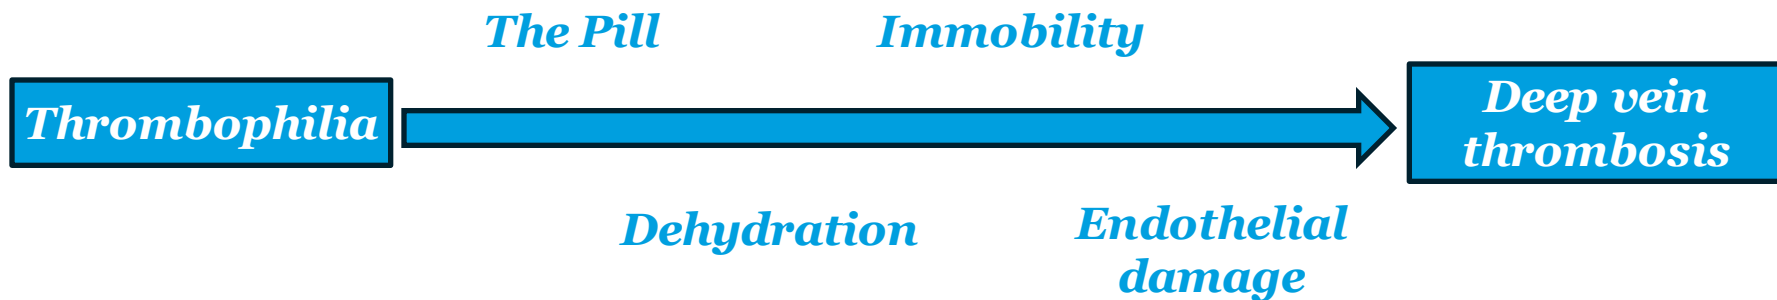 The Pill
Immobility
Thrombophilia
Deep vein
thrombosis
Dehydration
Endothelial
damage